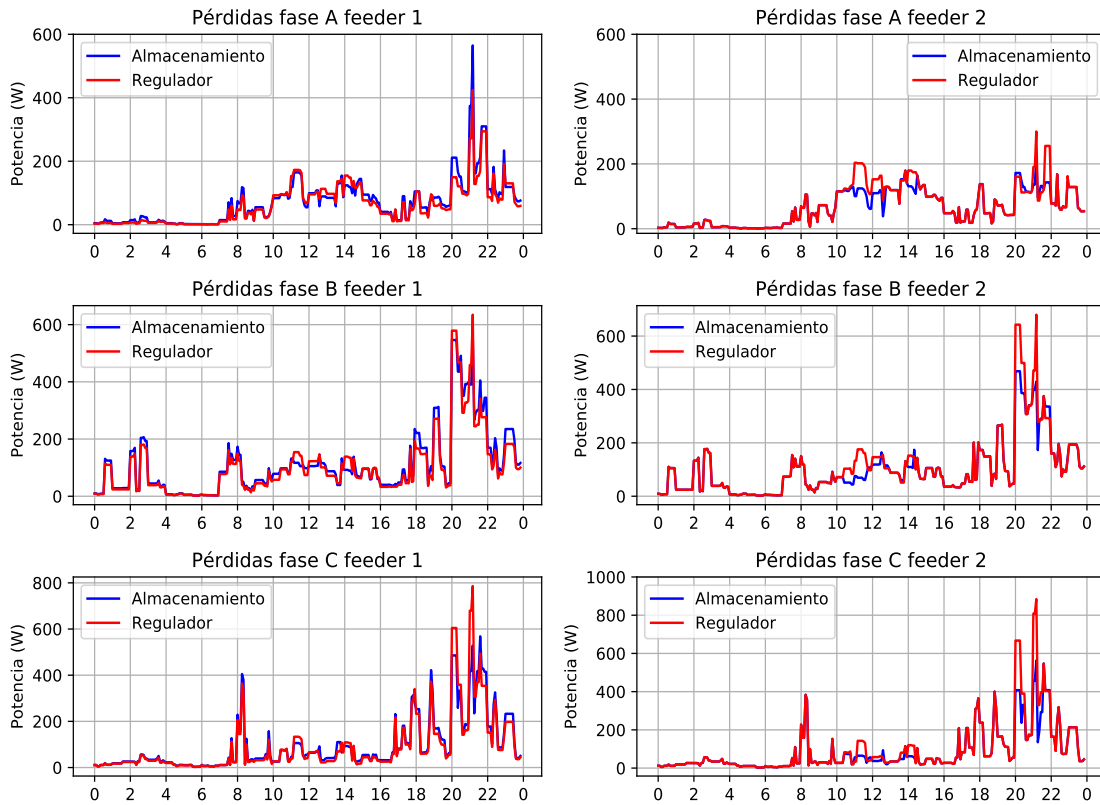 Pérdidas fase A feeder 1
Potencia (W)
600
400
200
0
Almacenamiento
Regulador
0 2 4 6 8 10 12 14 16 18 20 22 0
Pérdidas fase A feeder 2
Potencia (W)
600
400
200
0
Almacenamiento
Regulador
0 2 4 6 8 10 12 14 16 18 20 22 0
Pérdidas fase B feeder 1
Potencia (W)
600
400
200
0
Almacenamiento
Regulador
0 2 4 6 8 10 12 14 16 18 20 22 0
Pérdidas fase B feeder 2
Potencia (W)
600
400
200
0
Almacenamiento
Regulador
0 2 4 6 8 10 12 14 16 18 20 22 0
Pérdidas fase C feeder 1
Potencia (W)
800
600
400
200
0
Almacenamiento
Regulador
0 2 4 6 8 10 12 14 16 18 20 22 0
Pérdidas fase C feeder 2
Potencia (W)
1000
800
600
400
200
0
Almacenamiento
Regulador
0 2 4 6 8 10 12 14 16 18 20 22 0